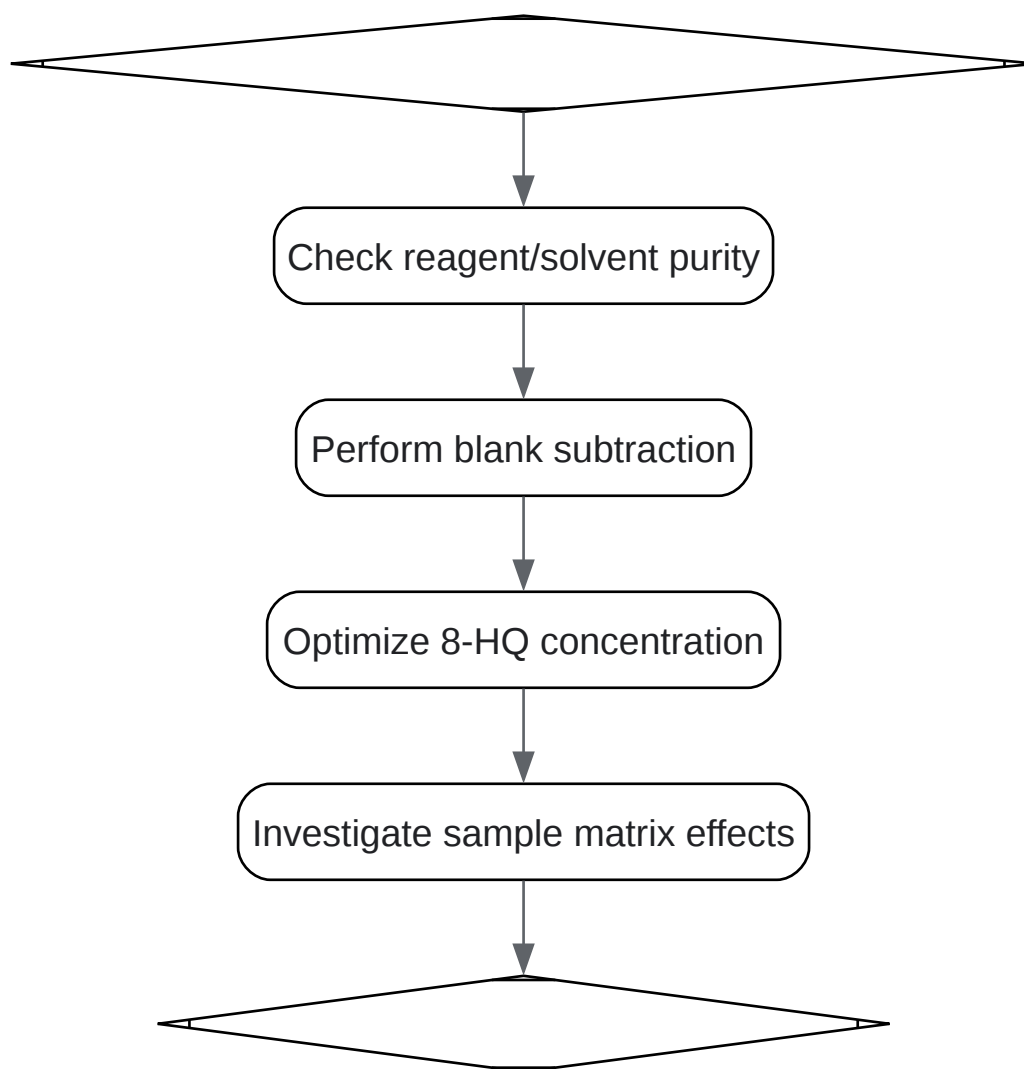 Check reagent/solvent purity
Perform blank subtraction
Optimize 8-HQ concentration
Investigate sample matrix effects